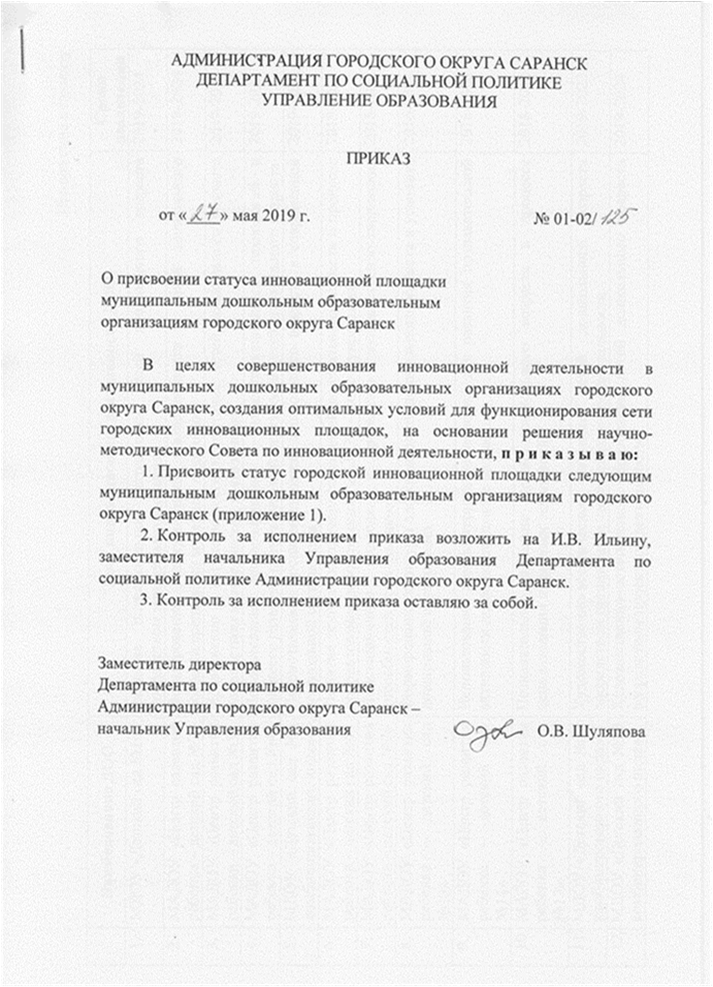 АДМИНИСТРАЦИЯ ГОРОДСКОГО ОКРУГА САРАНСК
ДЕПАРТАМЕНТ ПО СОЦИАЛЬНОЙ ПОЛИТИКЕ
УПРАВЛЕНИЕ ОБРАЗОВАНИЯ
ПРИКАЗ
от «27» мая 2019 г. № 01-02/125
О присвоении статуса инновационной площадки
муниципальным дошкольным образовательным
организациям городского округа Саранск
В целях совершенствования инновационной деятельности в
муниципальных дошкольных образовательных организациях городского
округа Саранск, создания оптимальных условий для функционирования сети
городских инновационных площадок, на основании решения научно-
методического Совета по инновационной деятельности, п р и к а з ы в а ю:
1. Присвоить статус городской инновационной площадки следующим
муниципальным дошкольным образовательным организациям городского
округа Саранск (приложение 1).
2. Контроль за исполнением приказа возложить на И.В. Ильину,
заместителя начальника Управления образования Департамента по
социальной политике Администрации городского округа Саранск.
3. Контроль за исполнением приказа оставляю за собой.
Заместитель директора
Департамента по социальной политике
Администрации городского округа Саранск –
начальник Управления образования О.В. Шуляпова